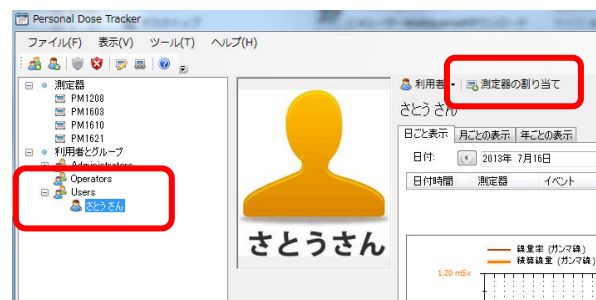 Personal Dose Tracker
ファイル(F) 表示(V) ツール(T) ヘルプ(H)
測定器
PM1208
PM1603
PM1610
PM1621
利用者とグループ
Administrators
Operators
Users
さとうさん
さとうさん
利用者 測定器の割り当て
さとうさん
日ごと表示 月ごとの表示 年ごとの表示
日付: 2013年 7月16日
日付時間 測定器 イベント
線量率 (ガンマ線)
積算線量 (ガンマ線)
1.20 mSv